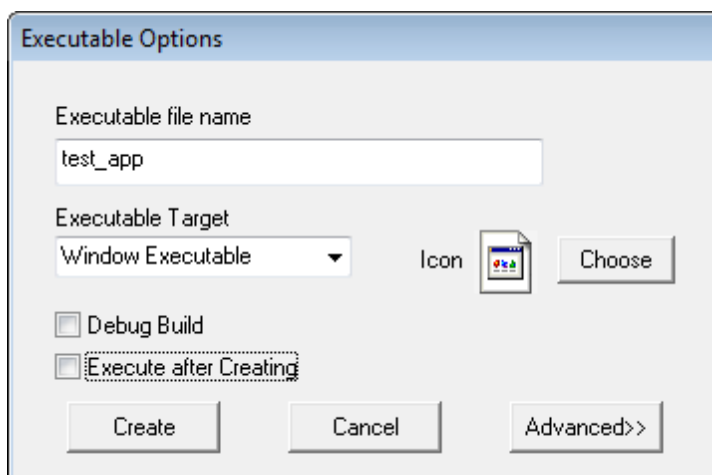 Executable Options
Executable file name
test_app
Executable Target
Window Executable
Icon
Choose
Debug Build
Execute after Creating
Create Cancel Advanced>>